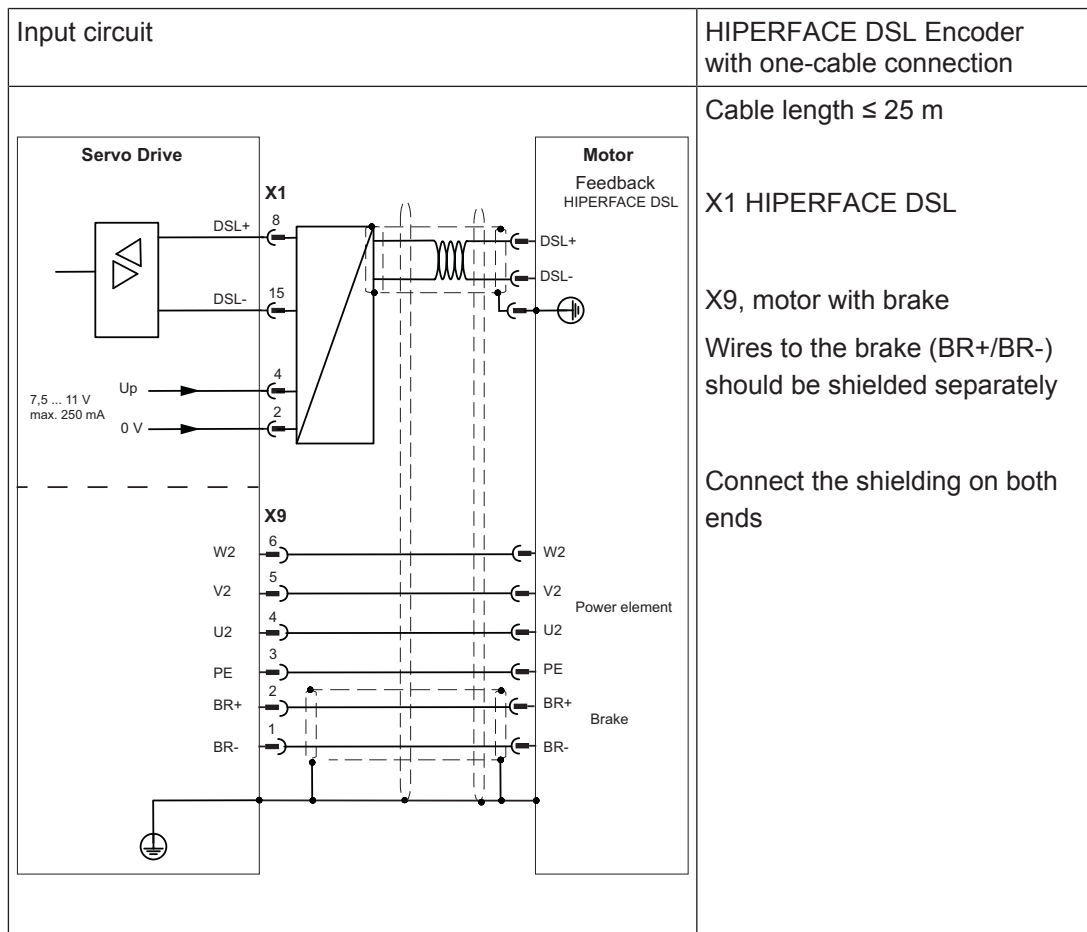 Input circuit
HIPERFACE DSL Encoder
with one-cable connection
Servo Drive
X1
8
DSL+
15
DSL-
4
Up
7,5 ... 11 V
max. 250 mA
2
0 V
Motor
Feedback
HIPERFACE DSL
DSL+
DSL-
X9
6
W2
W2
5
V2
V2
Power element
4
U2
U2
3
PE
PE
2
BR+
BR+
Brake
1
BR-
BR-
Cable length ≤ 25 m
X1 HIPERFACE DSL
X9, motor with brake
Wires to the brake (BR+/BR-)
should be shielded separately
Connect the shielding on both
ends